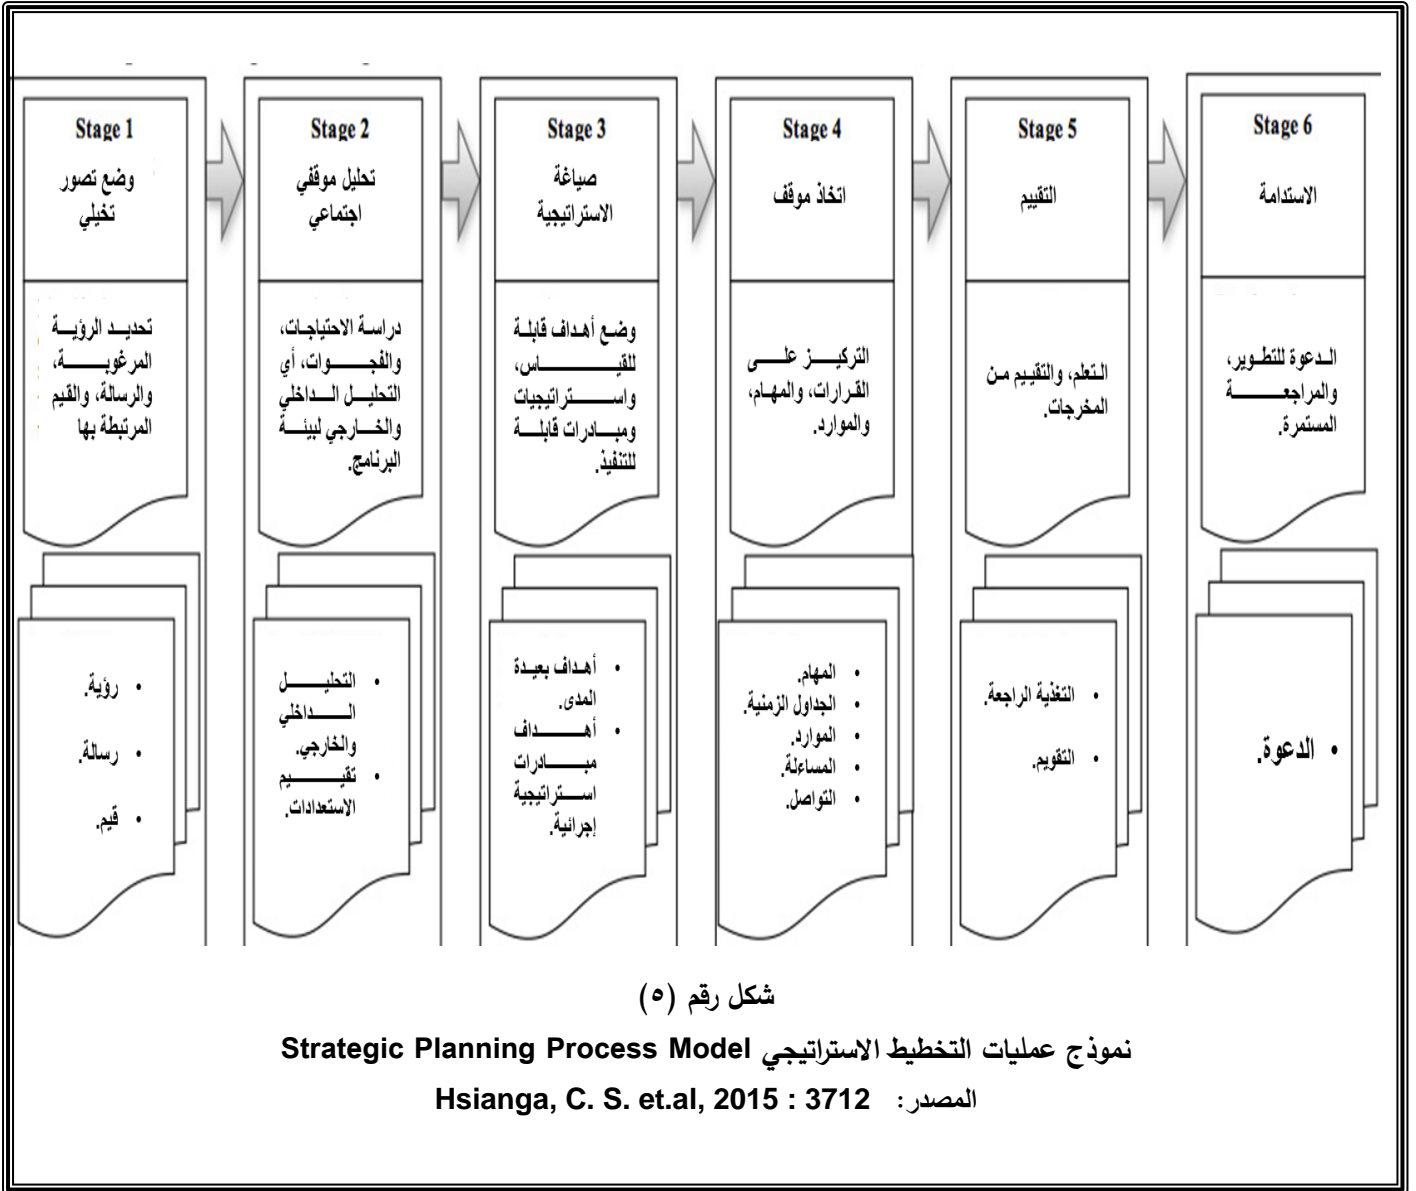 Stage 1
وضع تصور
تخيلي
تحديد الرؤية
المرغوبة،
والرسالة، والقيم
المرتبطة بها
• رؤية.
• رسالة.
• قيم.
Stage 2
تحليل موقفي
اجتماعي
دراسة الاحتياجات،
والفجوات، أي
التحليل الداخلي
والخارجي لبيئة
البرنامج.
• التحليل
الداخلي
والخارجي.
• تقييم
الاستعدادات.
Stage 3
صياغة
الاستراتيجية
وضع أهداف قابلة
للقياس،
واستراتيجيات
ومبادرات قابلة
للتنفيذ.
• أهداف بعيدة
المدى.
• أهداف
مبادرات
استراتيجية
إجرائية.
Stage 4
اتخاذ موقف
التركيز على
القرارات، والمهام،
والموارد.
• المهام.
• الجداول الزمنية.
• الموارد.
• المساءلة.
• التواصل.
Stage 5
التقييم
التعلم، والتقييم من
المخرجات.
• التغذية الراجعة.
• التقويم.
Stage 6
الاستدامة
الدعوة للتطوير،
والمراجعة
المستمرة.
• الدعوة.
شكل رقم (٥)
نموذج عمليات التخطيط الاستراتيجي Strategic Planning Process Model
المصدر: Hsianga, C. S. et.al, 2015 : 3712